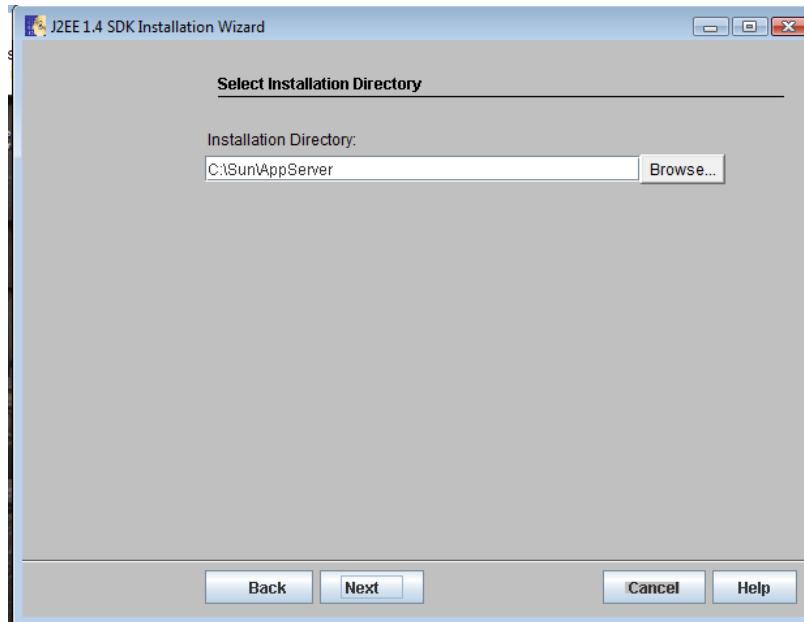 J2EE 1.4 SDK Installation Wizard
Select Installation Directory
Installation Directory:
C:\Sun\AppServer
Browse...
Back
Next
Cancel
Help